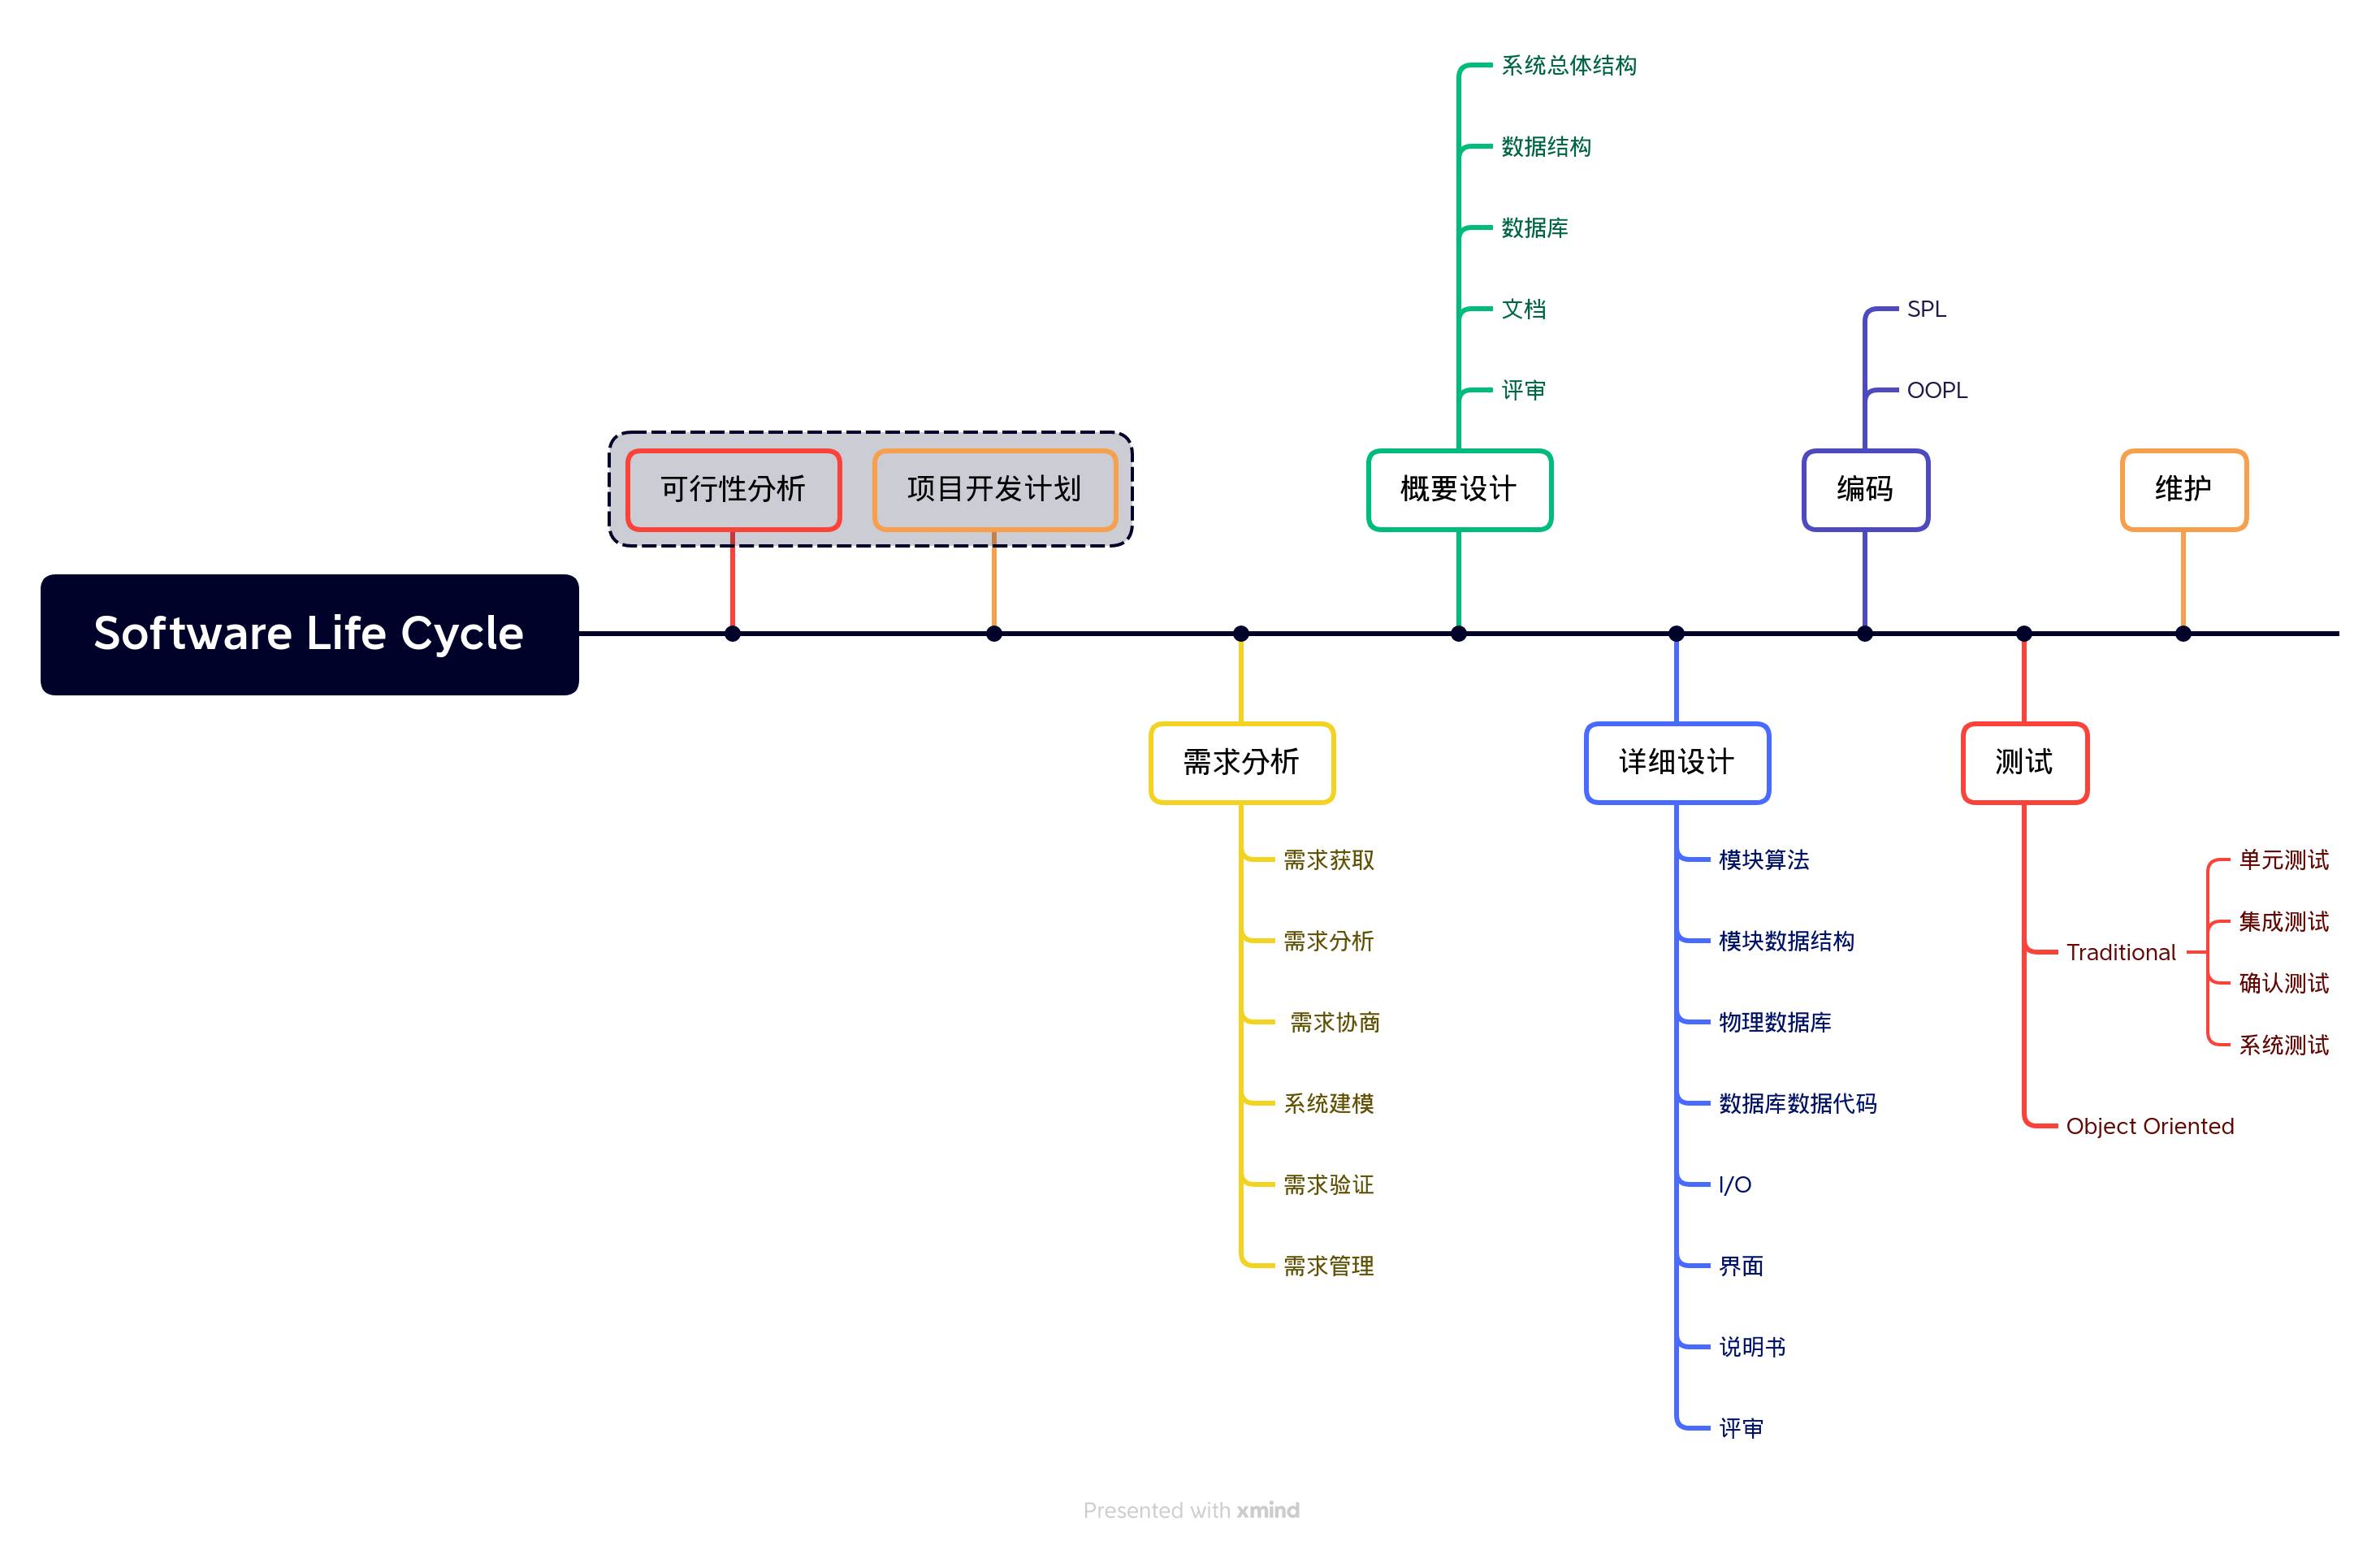 Software Life Cycle
可行性分析
项目开发计划
需求分析
需求获取
需求分析
需求协商
系统建模
需求验证
需求管理
系统总体结构
数据结构
数据库
文档
评审
概要设计
详细设计
模块算法
模块数据结构
物理数据库
数据库数据代码
I/O
界面
说明书
评审
SPL
OOPL
编码
测试
Traditional
单元测试
集成测试
确认测试
系统测试
Object Oriented
维护
Presented with xmind